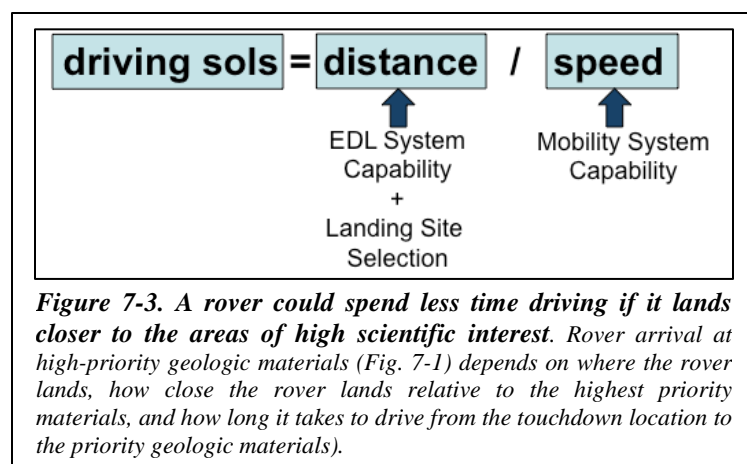 driving sols = distance / speed
EDL System Mobility System
Capability Capability
+
Landing Site
Selection
Figure 7-3. A rover could spend less time driving if it lands
closer to the areas of high scientific interest. Rover arrival at
high-priority geologic materials (Fig. 7-1) depends on where the rover
lands, how close the rover lands relative to the highest priority
materials, and how long it takes to drive from the touchdown location to
the priority geologic materials).